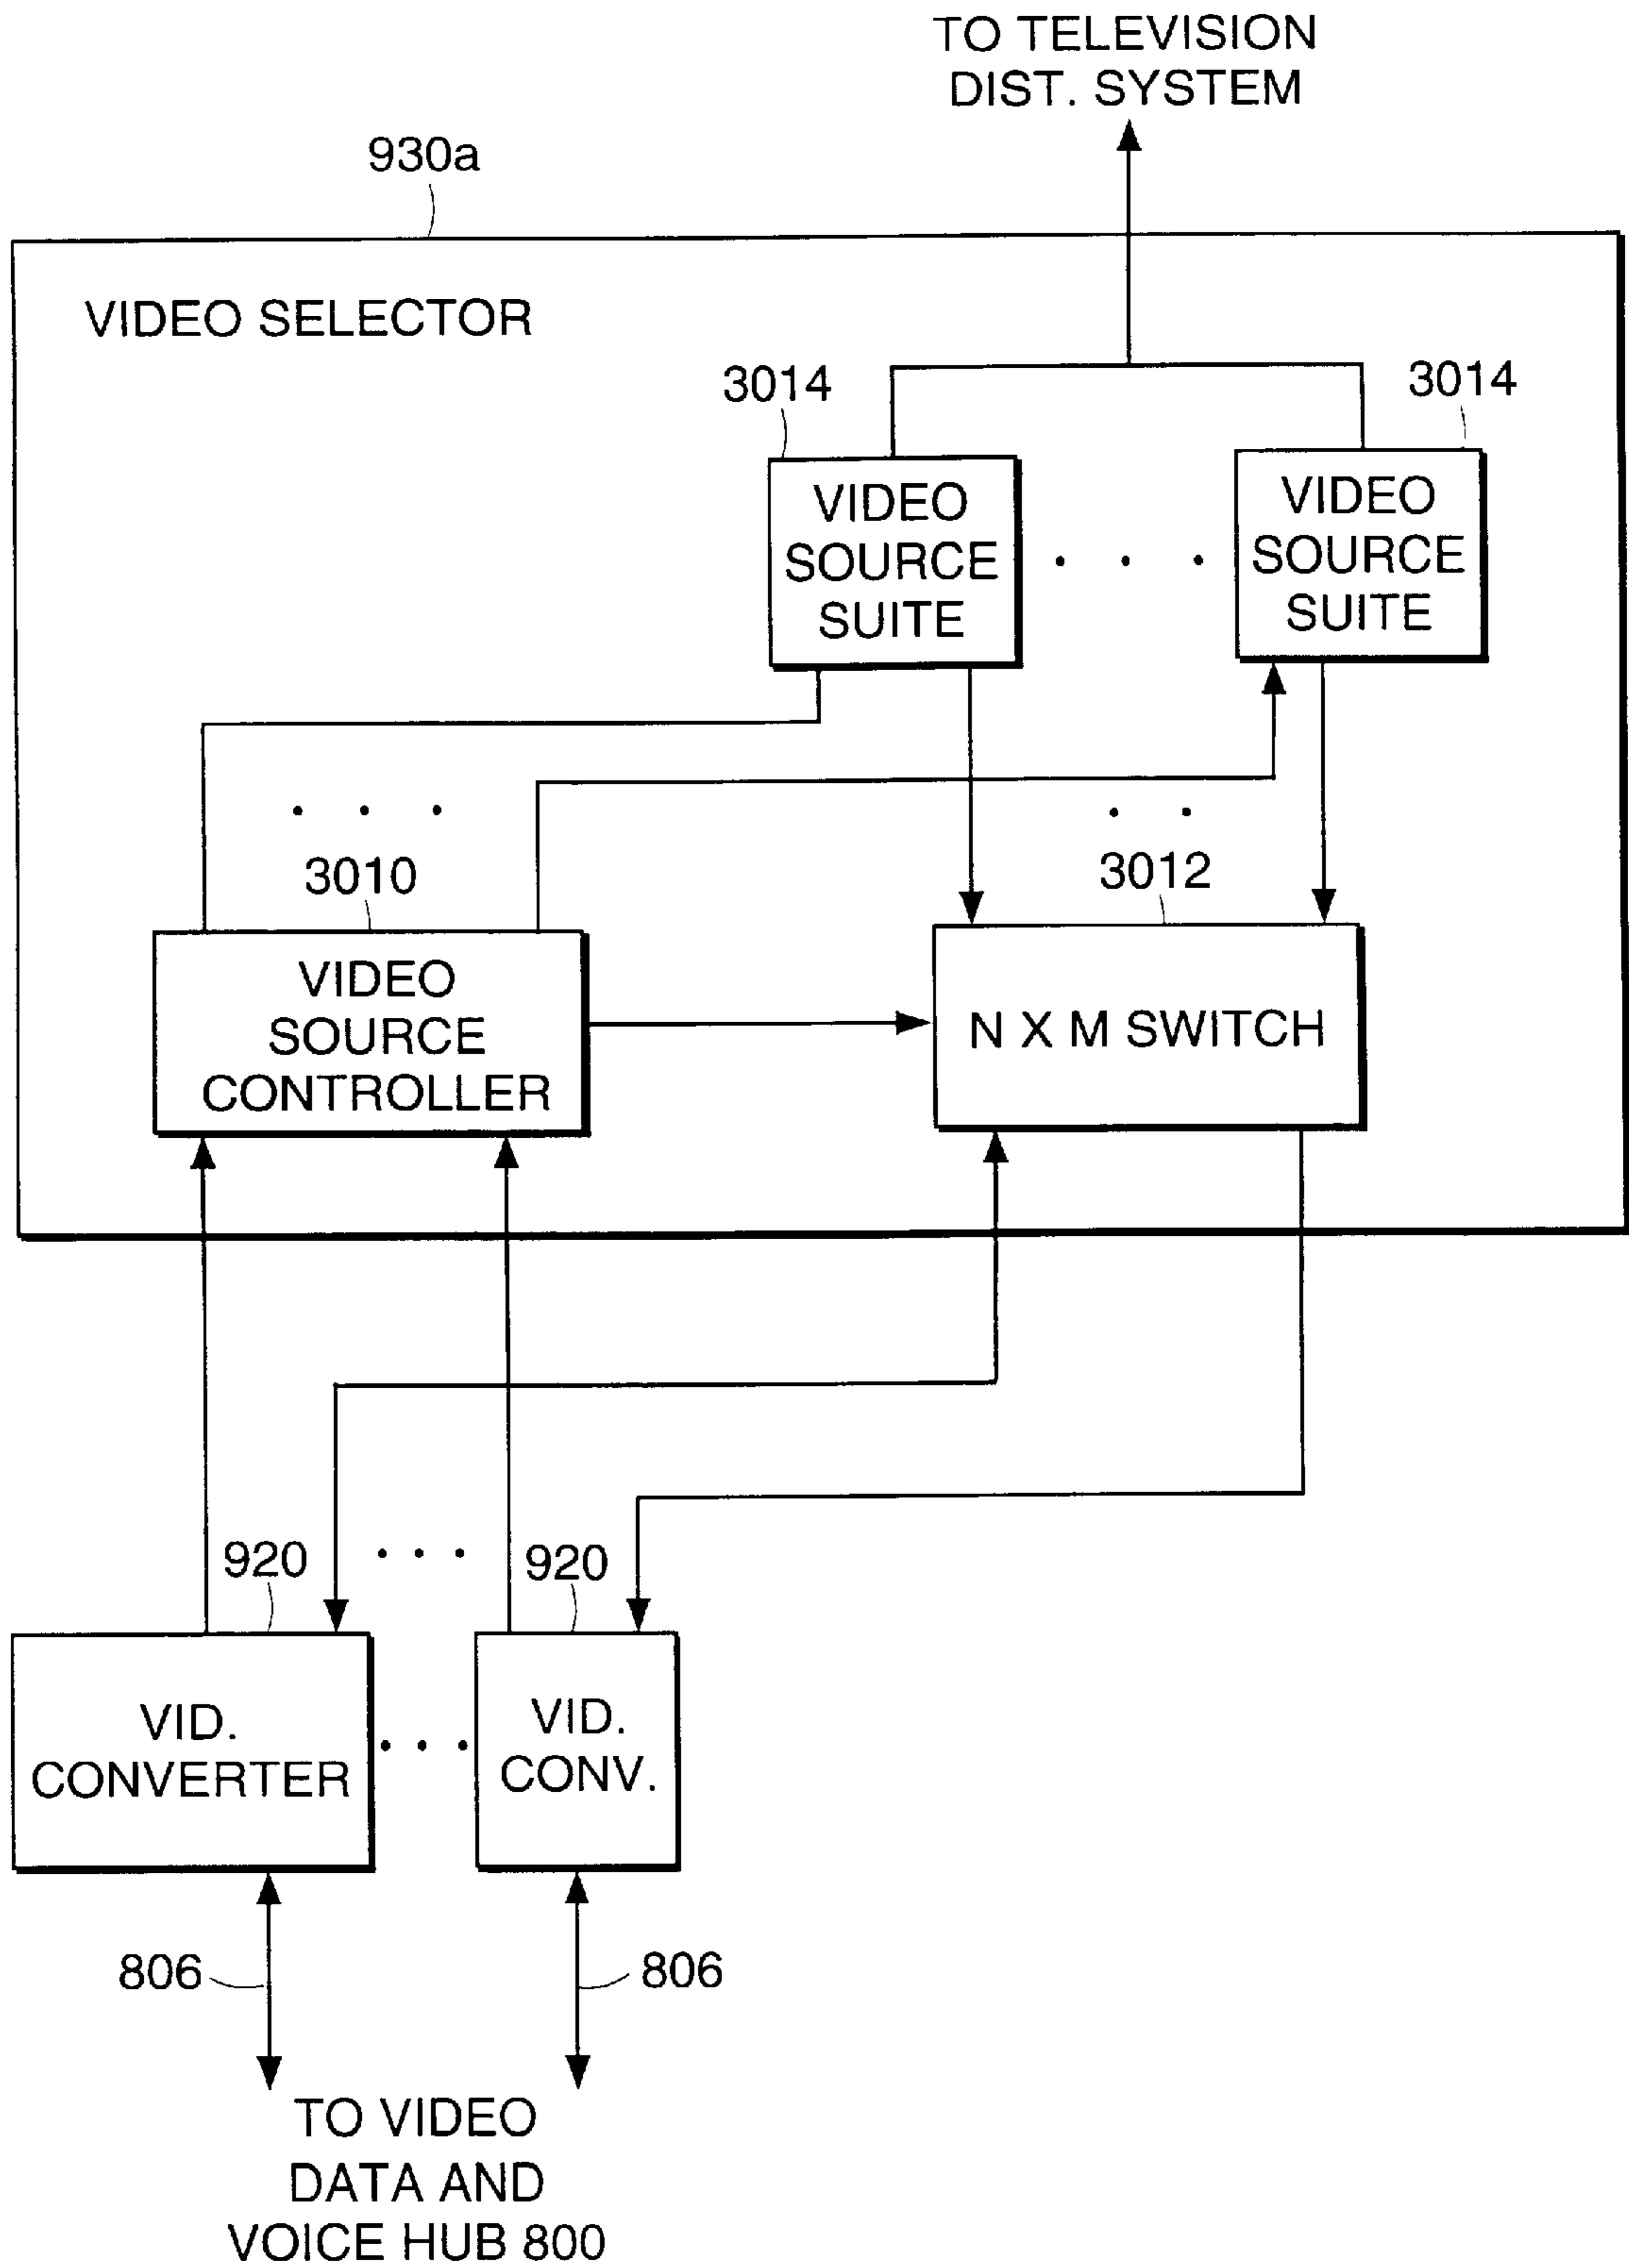 TO TELEVISION
DIST. SYSTEM
930a
VIDEO SELECTOR
3014
3014
VIDEO
SOURCE
SUITE
VIDEO
SOURCE
SUITE
3010
3012
VIDEO
SOURCE
CONTROLLER
N X M SWITCH
920
920
VID.
CONVERTER
VID.
CONV.
806
806
TO VIDEO
DATA AND
VOICE HUB 800